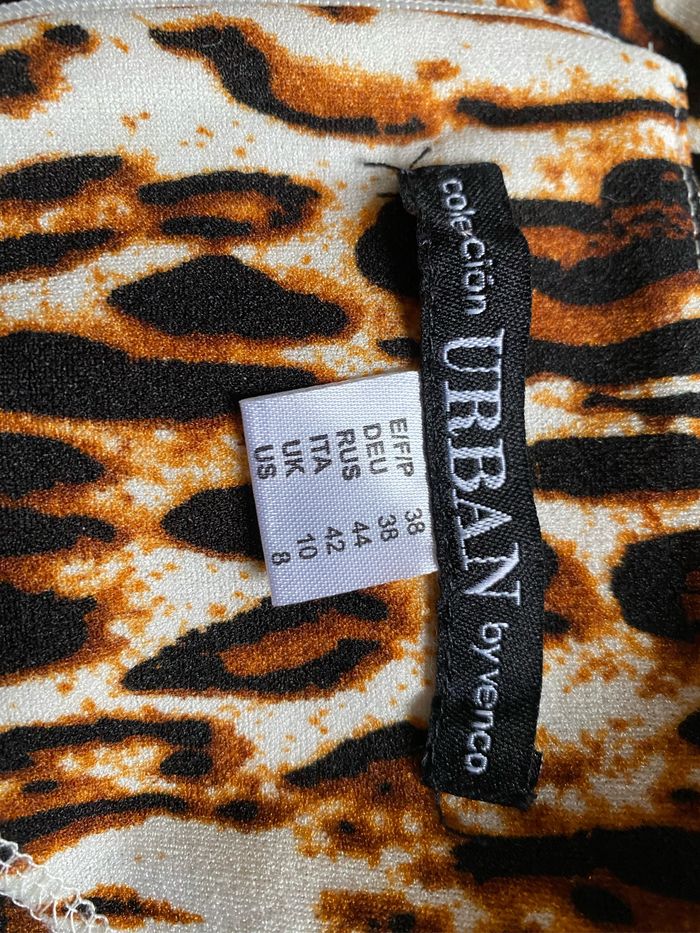 colección
URBAN
by venca
E/F/P 38
DEU 38
RUS 44
ITA 42
UK 10
US 8